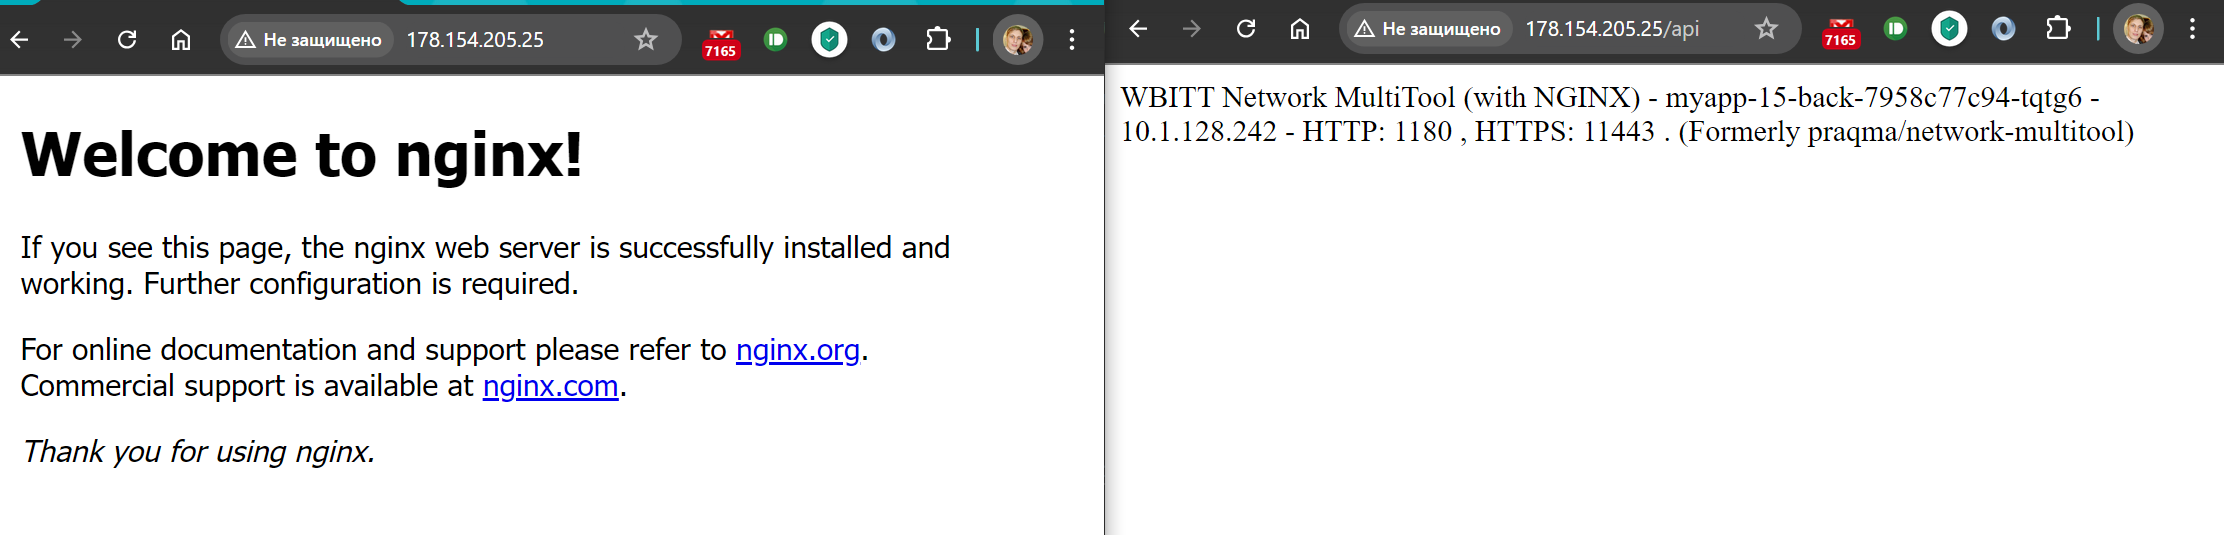 Не защищено 178.154.205.25
7165
Welcome to nginx!
If you see this page, the nginx web server is successfully installed and
working. Further configuration is required.
For online documentation and support please refer to nginx.org.
Commercial support is available at nginx.com.
Thank you for using nginx.
Не защищено 178.154.205.25/api
7165
WBITT Network MultiTool (with NGINX) - myapp-15-back-7958c77c94-tqtg6 -
10.1.128.242 - HTTP: 1180 , HTTPS: 11443 . (Formerly praqma/network-multitool)